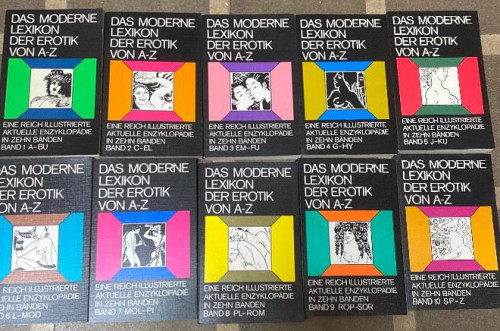 DAS MODERNE
LEXIKON
DER EROTIK
VON A-Z
EINE REICH ILLUSTRIERTE
AKTUELLE ENZYKLOPÄDIE
IN ZEHN BÄNDEN
BAND 1 A-BU
DAS MODERNE
LEXIKON
DER EROTIK
VON A-Z
EINE REICH ILLUSTRIERTE
AKTUELLE ENZYKLOPÄDIE
IN ZEHN BÄNDEN
BAND 2 C-EL
DAS MODERNE
LEXIKON
DER EROTIK
VON A-Z
EINE REICH ILLUSTRIERTE
AKTUELLE ENZYKLOPÄDIE
IN ZEHN BÄNDEN
BAND 3 EM-FU
DAS MODERNE
LEXIKON
DER EROTIK
VON A-Z
EINE REICH ILLUSTRIERTE
AKTUELLE ENZYKLOPÄDIE
IN ZEHN BÄNDEN
BAND 4 G-HY
DAS MODERNE
LEXIKON
DER EROTIK
VON A-Z
EINE REICH ILLUSTRIERTE
AKTUELLE ENZYKLOPÄDIE
IN ZEHN BÄNDEN
BAND 5 J-KU
DAS MODERNE
LEXIKON
DER EROTIK
VON A-Z
EINE REICH ILLUSTRIERTE
AKTUELLE ENZYKLOPÄDIE
IN ZEHN BÄNDEN
D 6 L-MOD
DAS MODERNE
LEXIKON
DER EROTIK
VON A-Z
EINE REICH ILLUSTRIERTE
AKTUELLE ENZYKLOPÄDIE
IN ZEHN BÄNDEN
BAND 7 MOL-PI
DAS MODERNE
LEXIKON
DER EROTIK
VON A-Z
EINE REICH ILLUSTRIERTE
AKTUELLE ENZYKLOPÄDIE
IN ZEHN BÄNDEN
BAND 8 PL-ROM
DAS MODERNE
LEXIKON
DER EROTIK
VON A-Z
EINE REICH ILLUSTRIERTE
AKTUELLE ENZYKLOPÄDIE
IN ZEHN BÄNDEN
BAND 9 ROP-SOR
DAS MODERNE
LEXIKON
DER EROTIK
VON A-Z
EINE REICH ILLUSTRIERTE
AKTUELLE ENZYKLOPÄDIE
IN ZEHN BÄNDEN
BAND 10 SP-Z